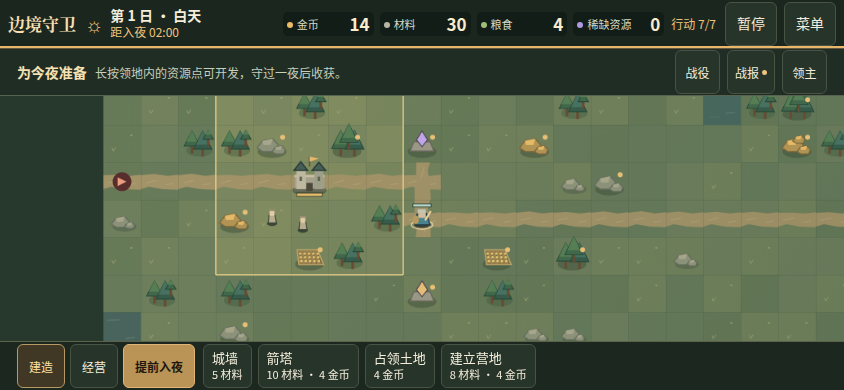 边境守卫
第 1 日 · 白天
距入夜 02:00
金币 14
材料 30
粮食 4
稀缺资源 0
行动 7/7
暂停
菜单
为今夜准备 长按领地内的资源点可开发，守过一夜后收获。
战役
战报
领主
建造
经营
提前入夜
城墙
5 材料
箭塔
10 材料 · 4 金币
占领土地
4 金币
建立营地
8 材料 · 4 金币